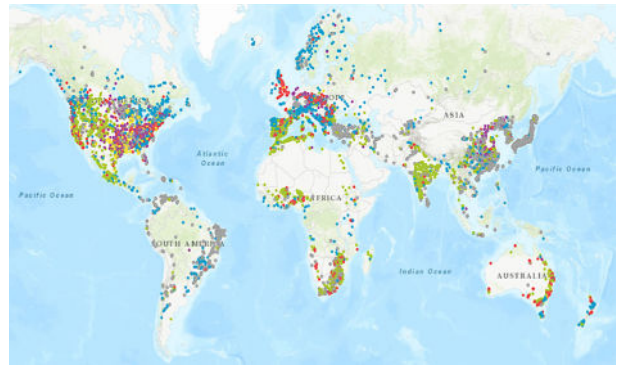 ASIA
Atlantic
Ocean
Pacific Ocean
Pacific Ocean
AFRICA
SOUTH AMERICA
Indian Ocean
AUSTRALIA